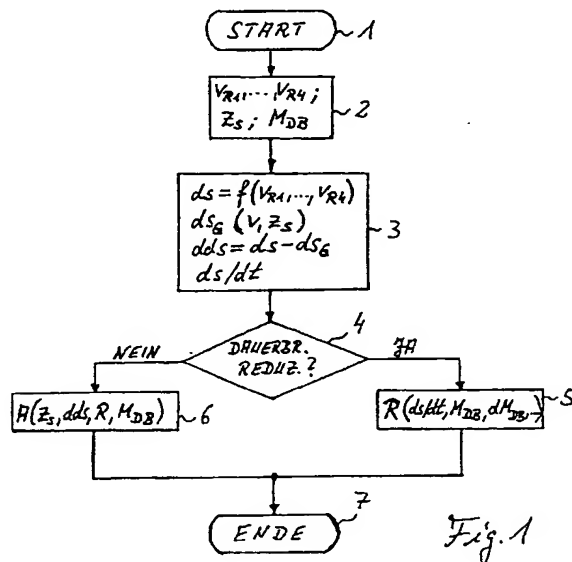 START
1
V_R1, ..., V_R4;
Z_S; M_DB
2
ds = f(V_R1, ..., V_R4)
ds_G (V, Z_S)
dds = ds - ds_G
ds/dt
3
4
NEIN
DAUERBR.
REDUZ.?
JA
A(Z_S, dds, R, M_DB)
6
R(ds/dt, M_DB, dM_DB, →)
5
7
ENDE
Fig. 1